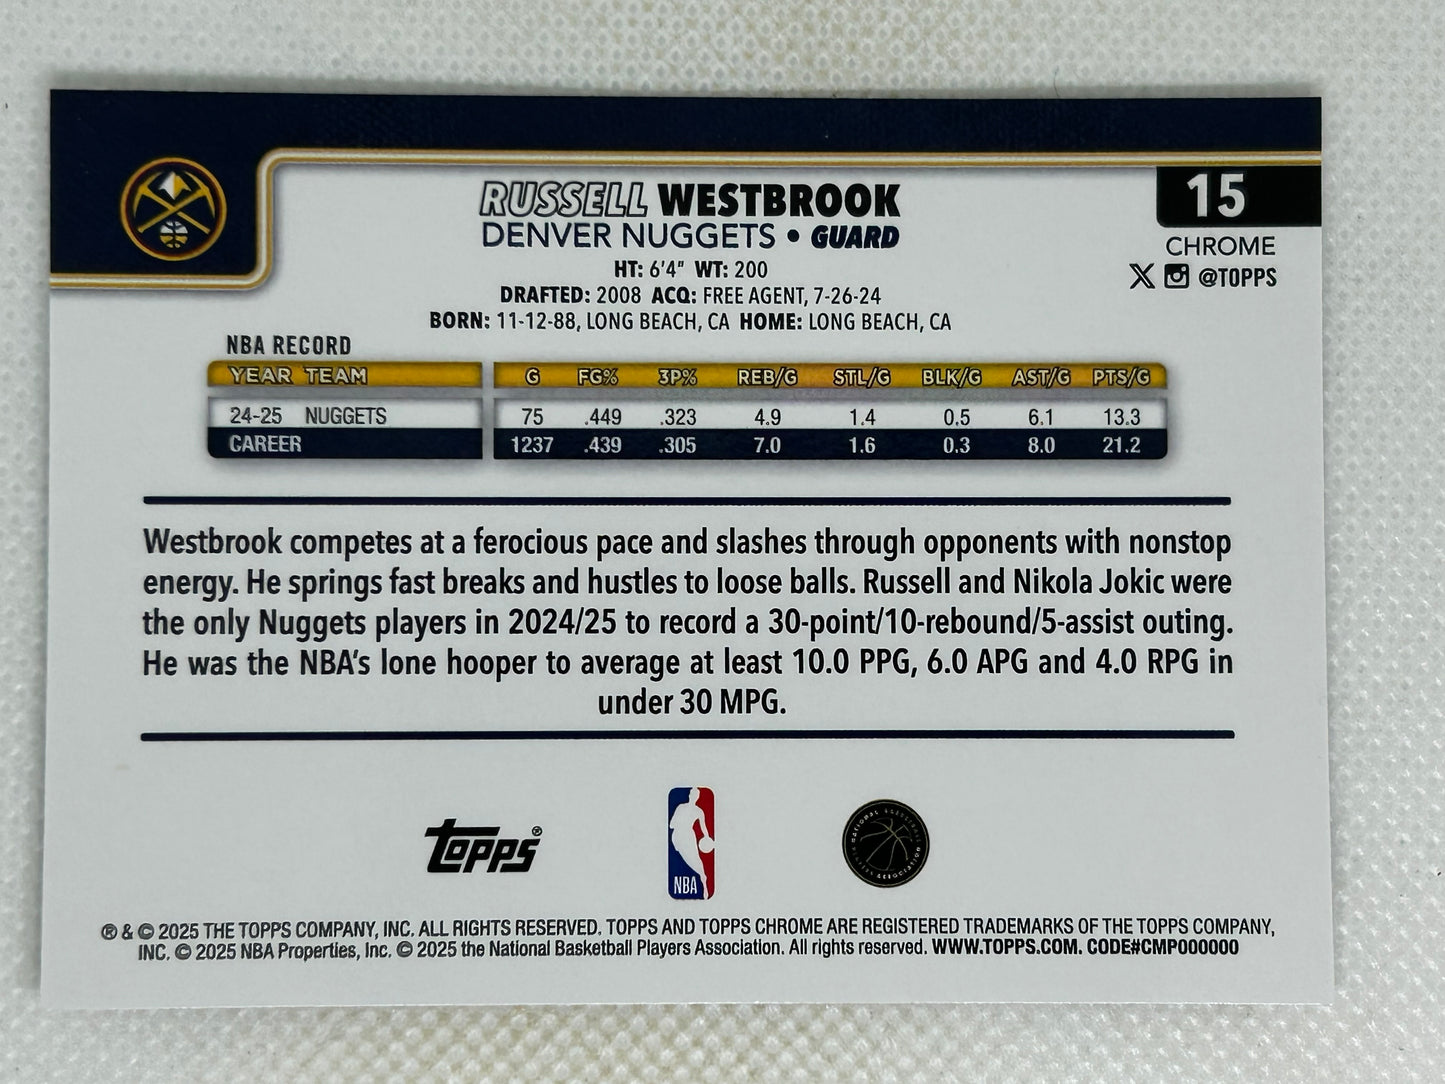 RUSSELL WESTBROOK
15
DENVER NUGGETS • GUARD
CHROME
HT: 6'4" WT: 200
X @TOPPS
DRAFTED: 2008 ACQ: FREE AGENT, 7-26-24
BORN: 11-12-88, LONG BEACH, CA HOME: LONG BEACH, CA
NBA RECORD
YEAR TEAM G FG% 3P% REB/G STL/G BLK/G AST/G PTS/G
24-25 NUGGETS 75 .449 .323 4.9 1.4 0.5 6.1 13.3
CAREER 1237 .439 .305 7.0 1.6 0.3 8.0 21.2
Westbrook competes at a ferocious pace and slashes through opponents with nonstop
energy. He springs fast breaks and hustles to loose balls. Russell and Nikola Jokic were
the only Nuggets players in 2024/25 to record a 30-point/10-rebound/5-assist outing.
He was the NBA's lone hooper to average at least 10.0 PPG, 6.0 APG and 4.0 RPG in
under 30 MPG.
Topps®
NBA
NATIONAL BASKETBALL PLAYERS ASSOCIATION
® & © 2025 THE TOPPS COMPANY, INC. ALL RIGHTS RESERVED. TOPPS AND TOPPS CHROME ARE REGISTERED TRADEMARKS OF THE TOPPS COMPANY,
INC. © 2025 NBA Properties, Inc. © 2025 the National Basketball Players Association. All rights reserved. WWW.TOPPS.COM. CODE#CMP000000